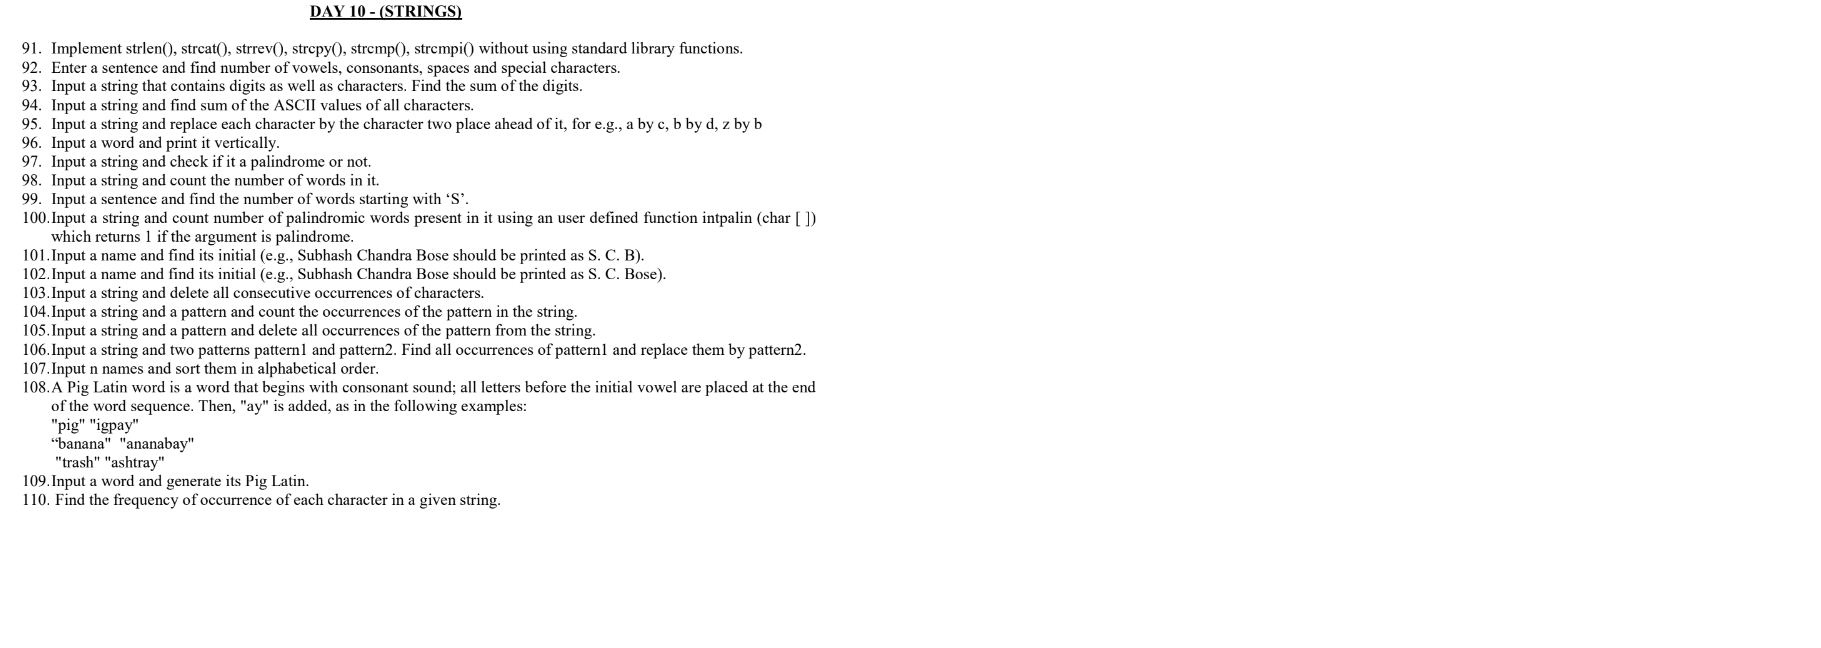 DAY 10 - (STRINGS)
91. Implement strlen(), strcat(), strrev(), strcpy(), strcmp(), strcmpi() without using standard library functions.
92. Enter a sentence and find number of vowels, consonants, spaces and special characters.
93. Input a string that contains digits as well as characters. Find the sum of the digits.
94. Input a string and find sum of the ASCII values of all characters.
95. Input a string and replace each character by the character two place ahead of it, for e.g., a by c, b by d, z by b
96. Input a word and print it vertically.
97. Input a string and check if it a palindrome or not.
98. Input a string and count the number of words in it.
99. Input a sentence and find the number of words starting with ‘S’.
100. Input a string and count number of palindromic words present in it using an user defined function intpalin (char [ ])
which returns 1 if the argument is palindrome.
101. Input a name and find its initial (e.g., Subhash Chandra Bose should be printed as S. C. B).
102. Input a name and find its initial (e.g., Subhash Chandra Bose should be printed as S. C. Bose).
103. Input a string and delete all consecutive occurrences of characters.
104. Input a string and a pattern and count the occurrences of the pattern in the string.
105. Input a string and a pattern and delete all occurrences of the pattern from the string.
106. Input a string and two patterns pattern1 and pattern2. Find all occurrences of pattern1 and replace them by pattern2.
107. Input n names and sort them in alphabetical order.
108. A Pig Latin word is a word that begins with consonant sound; all letters before the initial vowel are placed at the end
of the word sequence. Then, "ay" is added, as in the following examples:
"pig" "igpay"
“banana" "ananabay"
"trash" "ashtray"
109. Input a word and generate its Pig Latin.
110. Find the frequency of occurrence of each character in a given string.